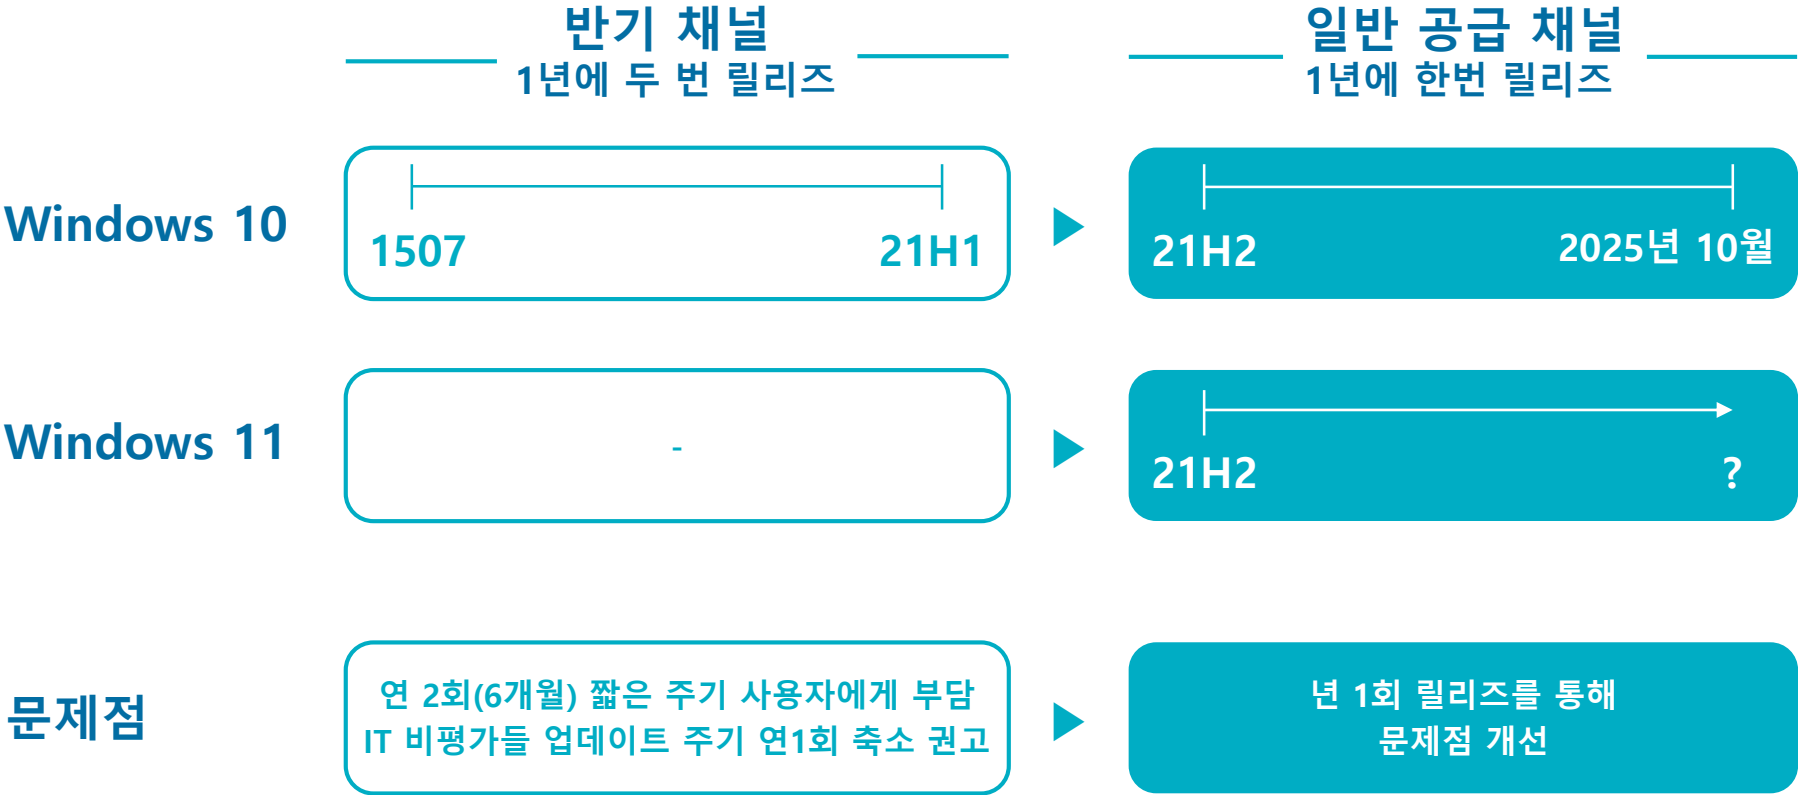 반기 채널
1년에 두 번 릴리즈
일반 공급 채널
1년에 한번 릴리즈
Windows 10
1507
21H1
21H2
2025년 10월
Windows 11
-
21H2
?
문제점
연 2회(6개월) 짧은 주기 사용자에게 부담
IT 비평가들 업데이트 주기 연1회 축소 권고
년 1회 릴리즈를 통해
문제점 개선